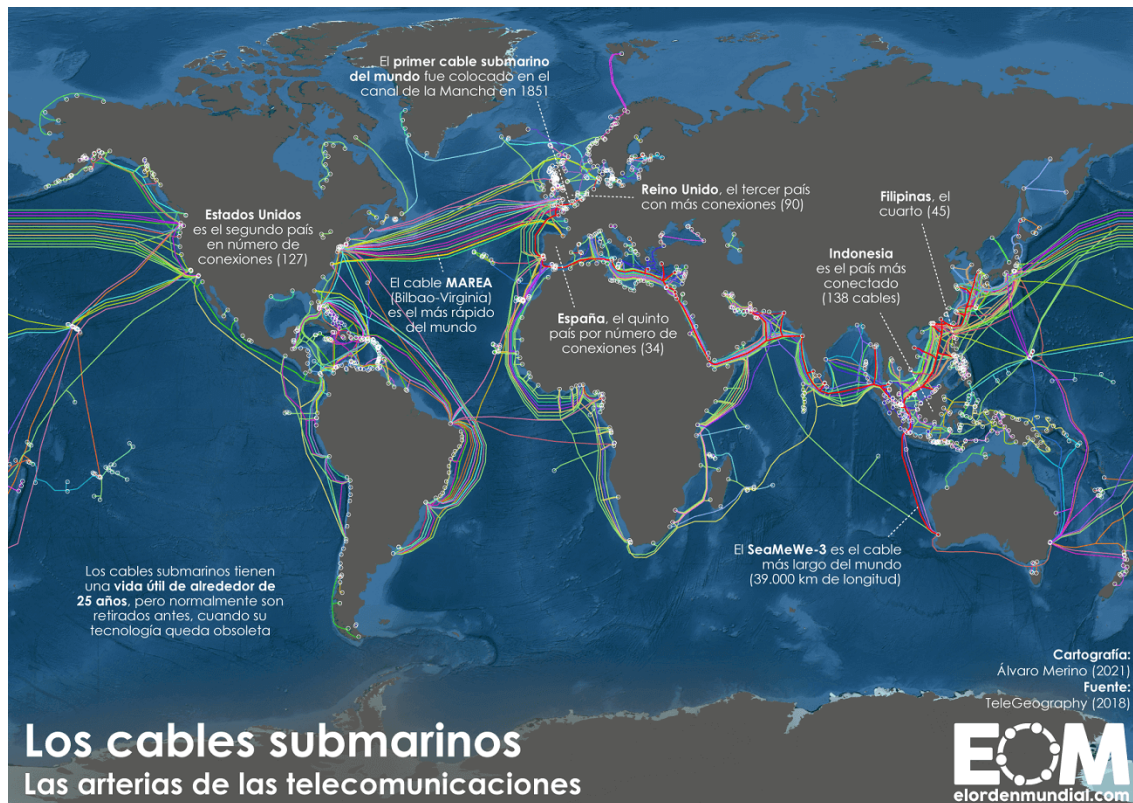 El primer cable submarino
del mundo fue colocado en el
canal de la Mancha en 1851
Reino Unido, el tercer país
con más conexiones (90)
Filipinas, el
cuarto (45)
Estados Unidos
es el segundo país
en número de
conexiones (127)
Indonesia
es el país más
conectado
(138 cables)
El cable MAREA
(Bilbao-Virginia)
es el más rápido
del mundo
España, el quinto
país por número de
conexiones (34)
El SeaMeWe-3 es el cable
más largo del mundo
(39.000 km de longitud)
Los cables submarinos tienen
una vida útil de alrededor de
25 años, pero normalmente son
retirados antes, cuando su
tecnología queda obsoleta
Cartografía:
Álvaro Merino (2021)
Fuente:
TeleGeography (2018)
Los cables submarinos
Las arterias de las telecomunicaciones
EOM
elordenmundial.com